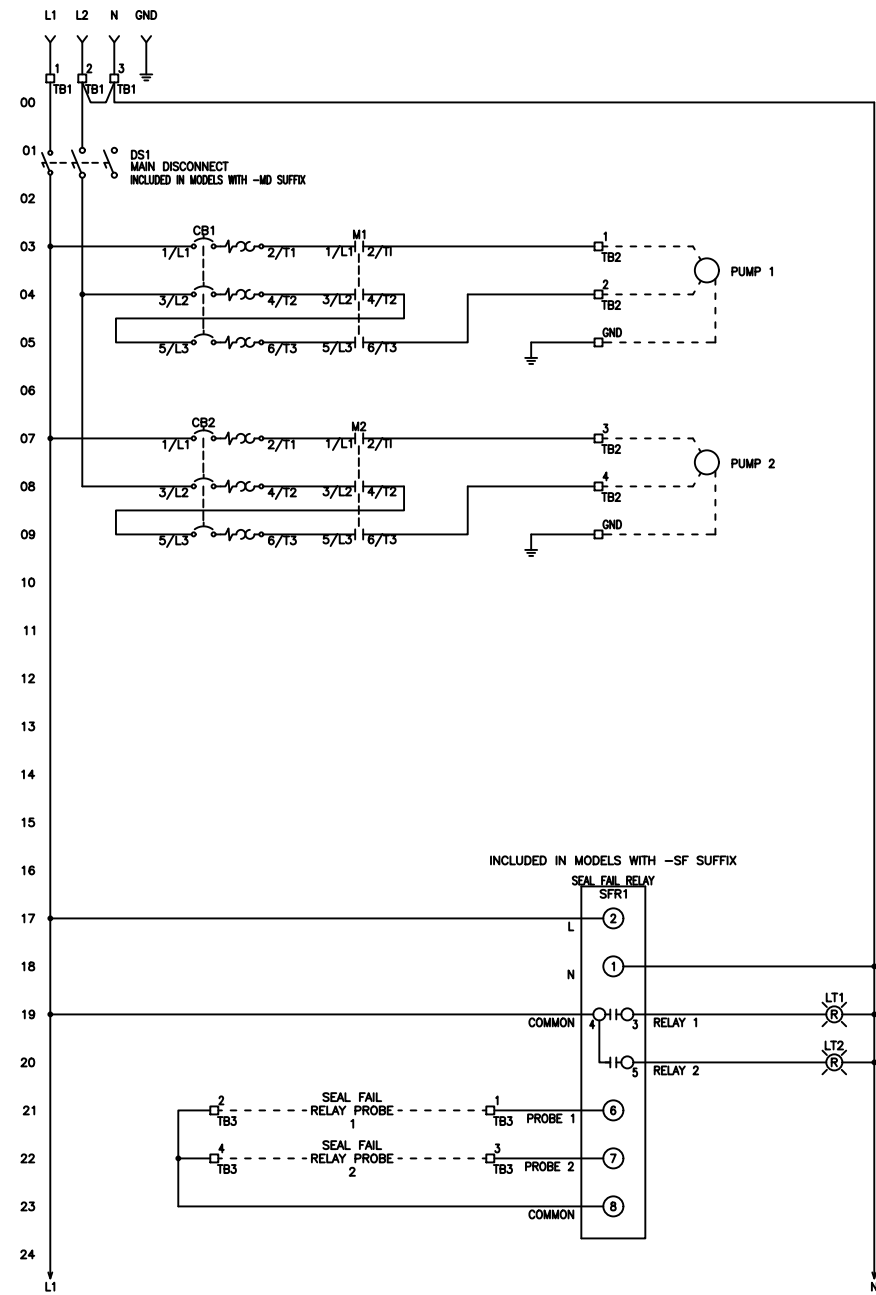 L1 L2 N GND
1 2 3
TB1 TB1 TB1
00
01 DS1
MAIN DISCONNECT
INCLUDED IN MODELS WITH -MD SUFFIX
02
CB1 M1
03 1/L1 2/T1 1/L1 2/TI 1 TB2
PUMP 1
04 3/L2 4/T2 3/L2 4/T2 2 TB2
05 5/L3 6/T3 5/L3 6/T3 GND
06
CB2 M2
07 1/L1 2/T1 1/L1 2/TI 3 TB2
PUMP 2
08 3/L2 4/T2 3/L2 4/T2 4 TB2
09 5/L3 6/T3 5/L3 6/T3 GND
10
11
12
13
14
15
16
INCLUDED IN MODELS WITH -SF SUFFIX
SEAL FAIL RELAY
SFR1
17 L 2
18 N 1
19 COMMON 4 3 RELAY 1 LT1 R
20 5 RELAY 2 LT2 R
21 2 TB3 SEAL FAIL
RELAY PROBE
1
1 TB3 PROBE 1 6
22 4 TB3 SEAL FAIL
RELAY PROBE
2
3 TB3 PROBE 2 7
23 COMMON 8
24
L1 N